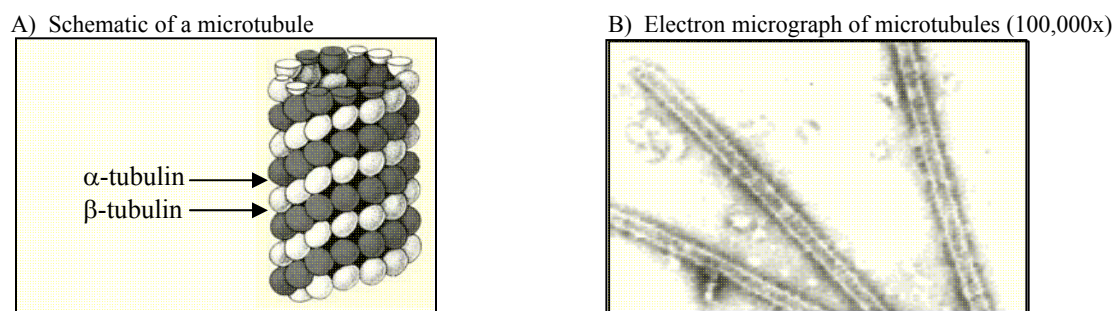 A) Schematic of a microtubule
B) Electron micrograph of microtubules (100,000x)
α-tubulin
β-tubulin